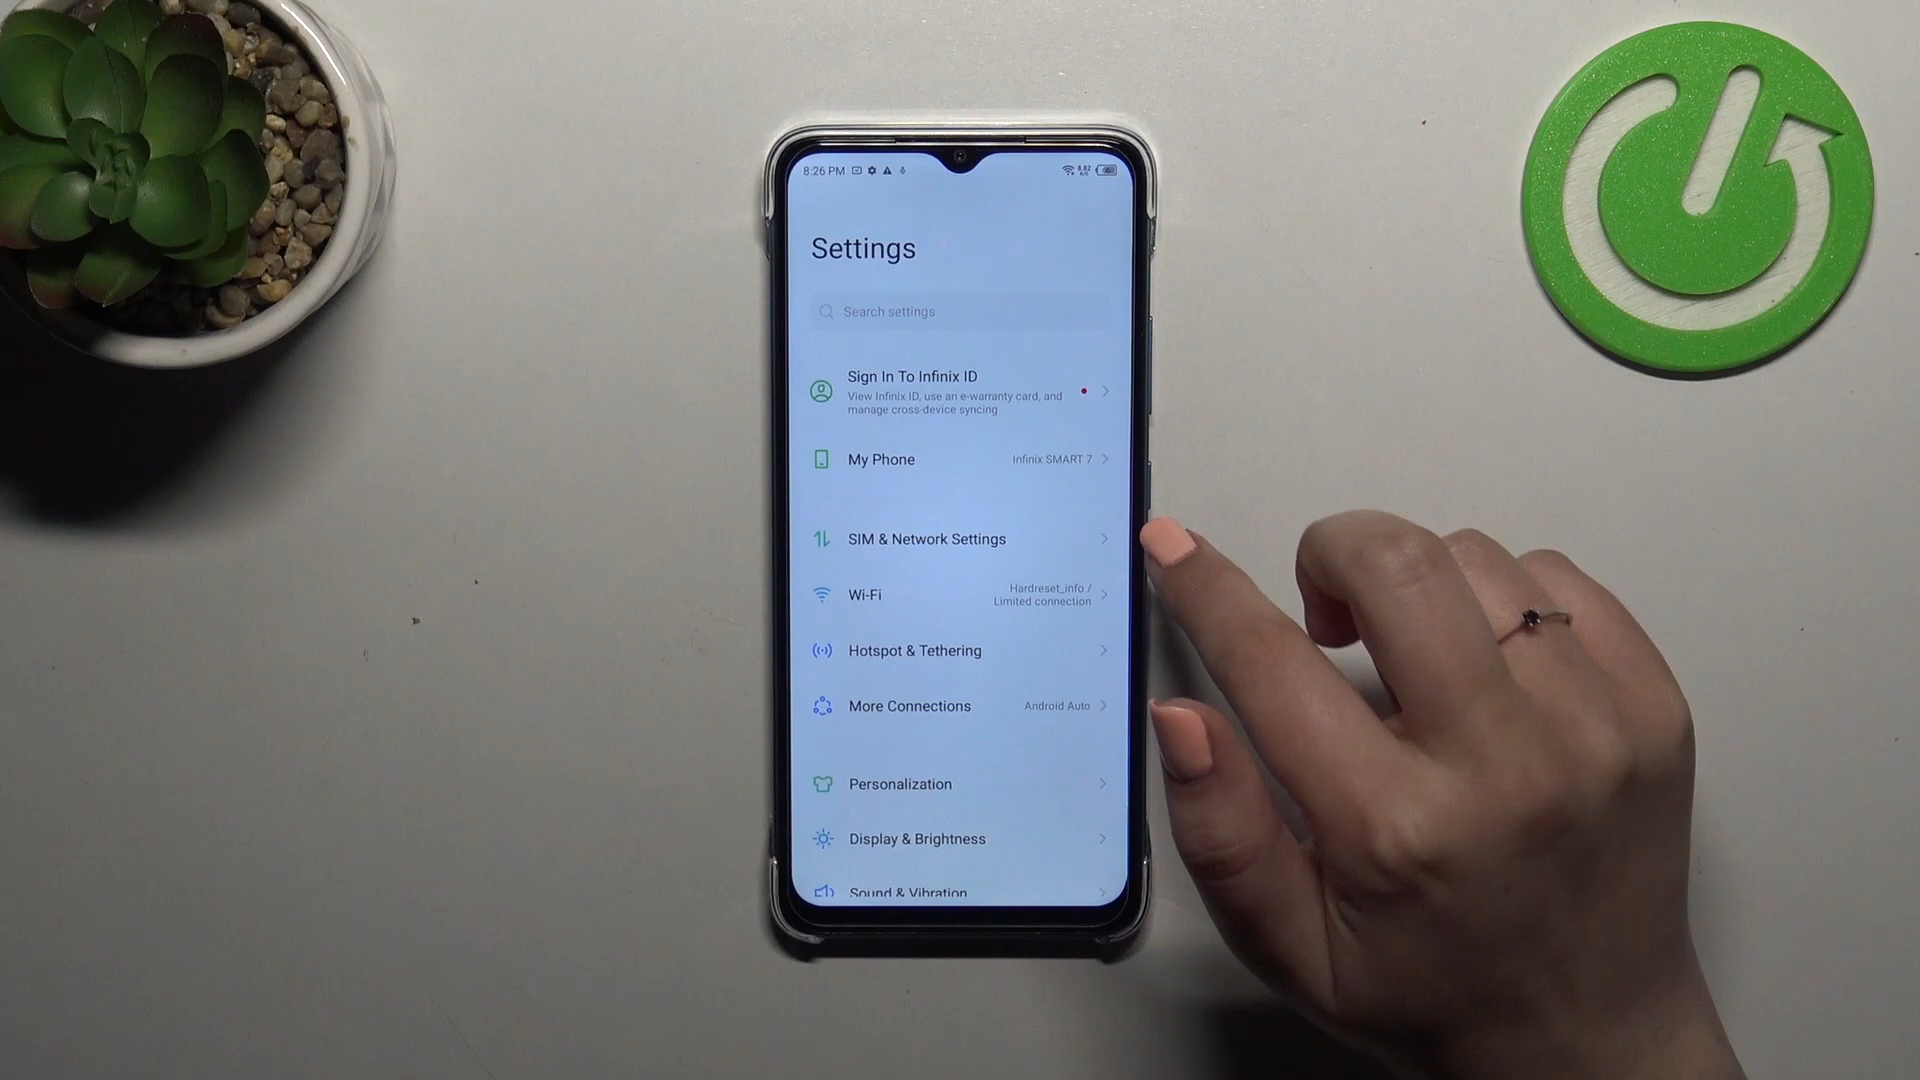 8:26 PM
8.82
Settings
Search settings
Sign In To Infinix ID
View Infinix ID, use an e-warranty card, and
manage cross-device syncing
My Phone
Infinix SMART 7
SIM & Network Settings
Wi-Fi
Hardreset_info /
Limited connection
Hotspot & Tethering
More Connections
Android Auto
Personalization
Display & Brightness
Sound & Vibration